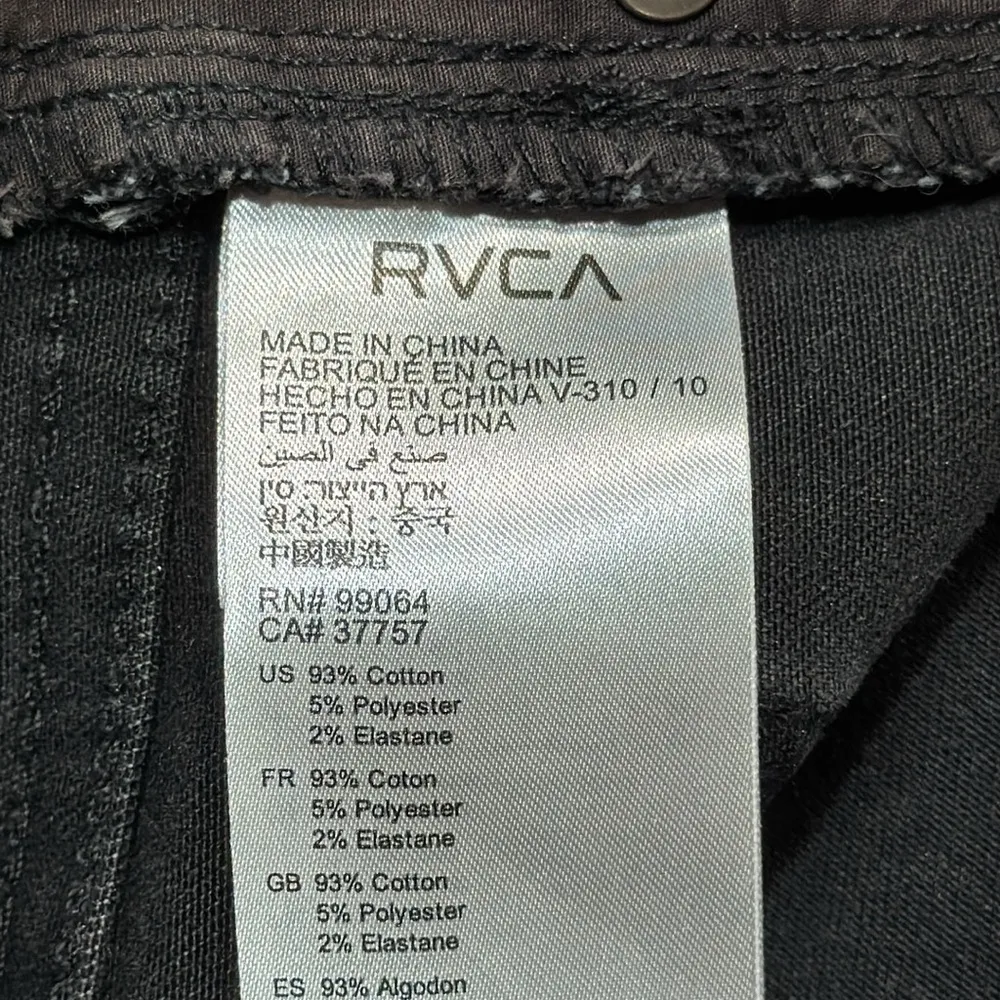 RVCA
MADE IN CHINA
FABRIQUE EN CHINE
HECHO EN CHINA V-310 / 10
FEITO NA CHINA
صنع في الصين
ארץ הייצור: סין
원산지 : 중국
中國製造
RN# 99064
CA# 37757
US 93% Cotton
5% Polyester
2% Elastane
FR 93% Coton
5% Polyester
2% Elastane
GB 93% Cotton
5% Polyester
2% Elastane
ES 93% Algodon